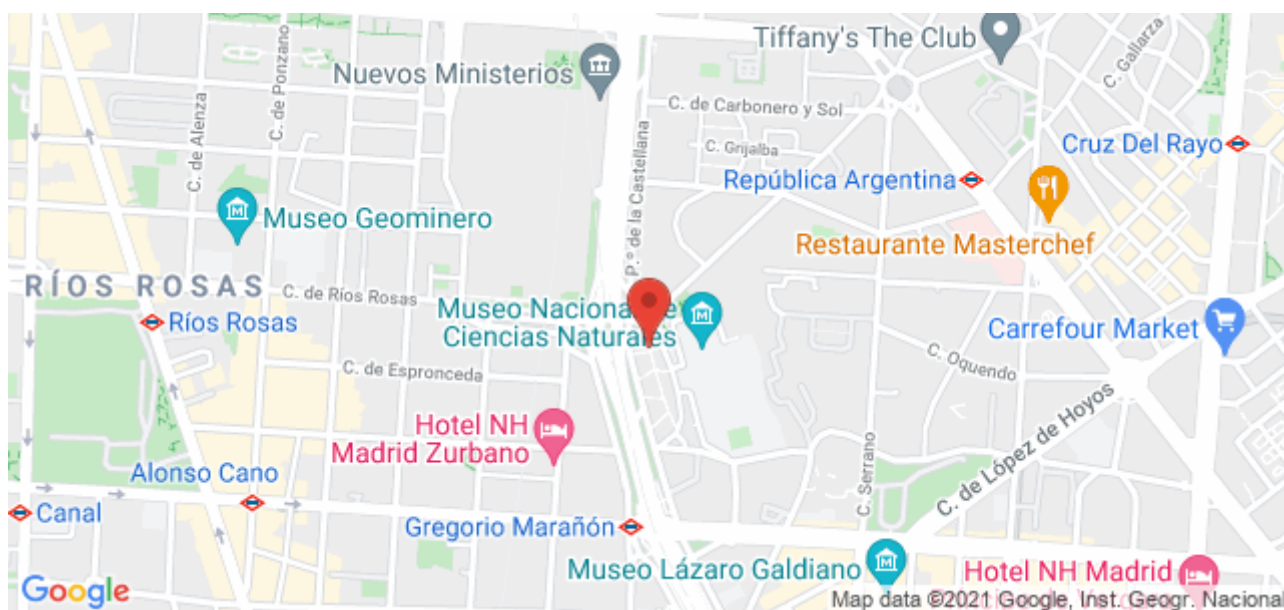 Tiffany's The Club
Nuevos Ministerios
C. Gallarza
C. de Ponzano
C. de Alenza
C. de Carbonero y Sol
C. Grijalba
Cruz Del Rayo
República Argentina
P.º de la Castellana
Museo Geominero
Restaurante Masterchef
RÍOS ROSAS
C. de Ríos Rosas
Ríos Rosas
Museo Nacional de
Ciencias Naturales
Carrefour Market
C. Oquendo
C. de Espronceda
Hotel NH
Madrid Zurbano
C. de López de Hoyos
C. Serrano
Alonso Cano
Canal
Gregorio Marañón
Museo Lázaro Galdiano
Hotel NH Madrid
Google
Map data ©2021 Google, Inst. Geogr. Naciona